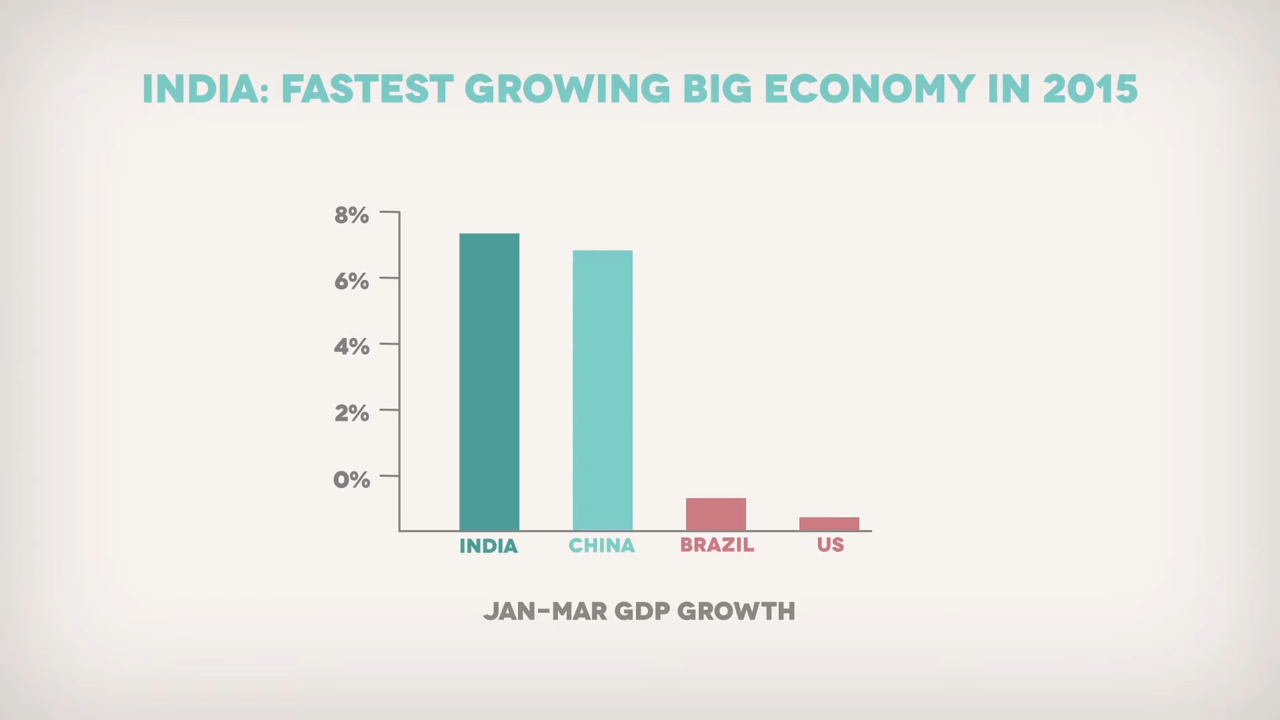 INDIA: FASTEST GROWING BIG ECONOMY IN 2015
8%
6%
4%
2%
0%
INDIA CHINA BRAZIL US
JAN-MAR GDP GROWTH